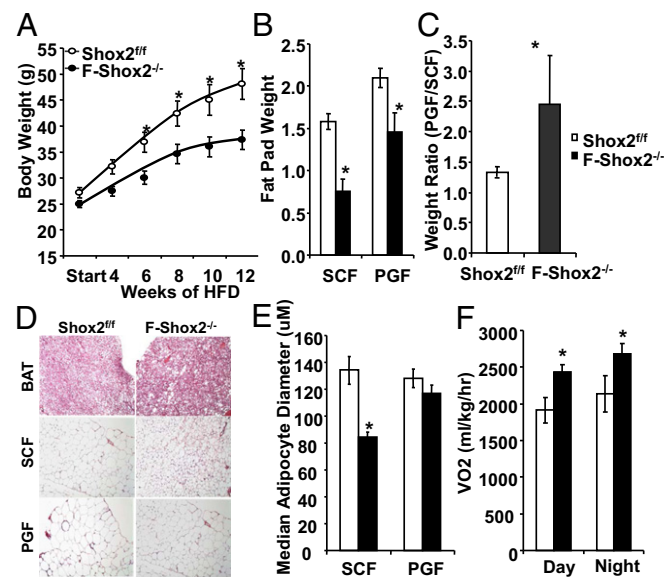 A
Shox2f/f
F-Shox2-/-
Body Weight (g)
55
50
45
40
35
30
25
20
15
*
*
*
*
Start 4 6 8 10 12
Weeks of HFD
B
Fat Pad Weight
2.5
2.0
1.5
1.0
0.5
0.0
*
*
SCF PGF
C
Weight Ratio (PGF/SCF)
3.5
3.0
2.5
2.0
1.5
1.0
0.5
0
*
Shox2f/f
F-Shox2-/-
Shox2f/f F-Shox2-/-
D
Shox2f/f F-Shox2-/-
BAT
SCF
PGF
E
Median Adipocyte Diameter (uM)
160
140
120
100
80
60
40
20
0
*
SCF PGF
F
VO2 (ml/kg/hr)
3000
2500
2000
1500
1000
500
0
*
*
Day Night